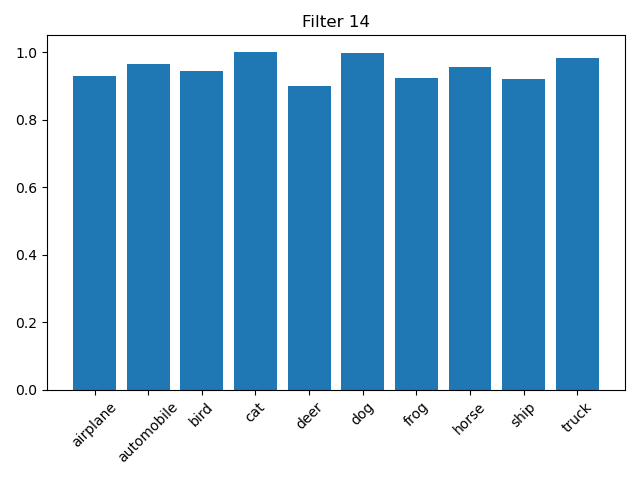 Filter 14
1.0
0.8
0.6
0.4
0.2
0.0
airplane
automobile
bird
cat
deer
dog
frog
horse
ship
truck